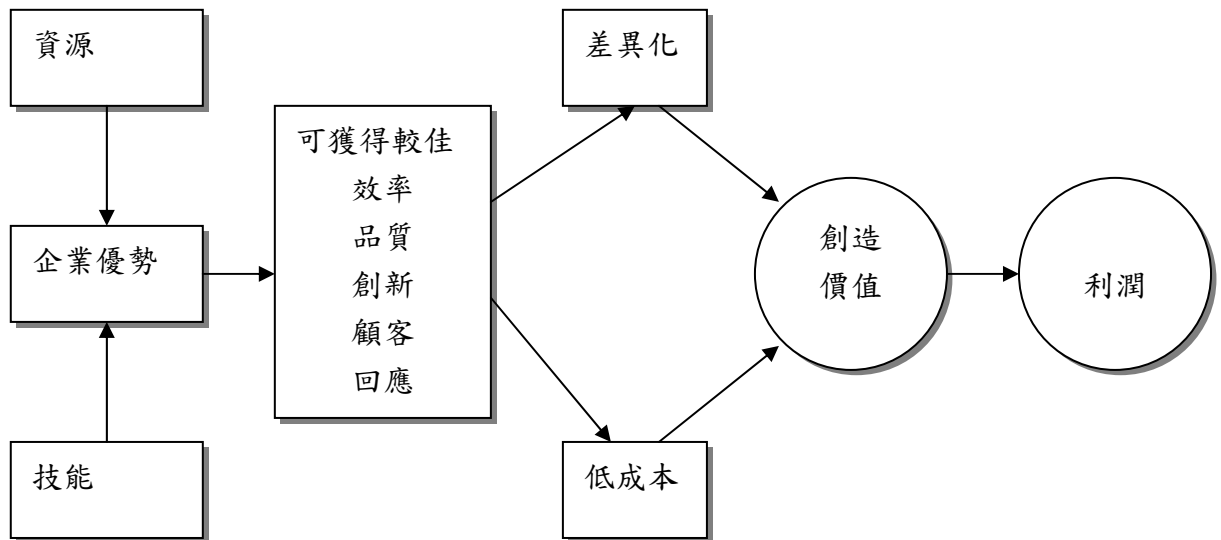 資源
企業優勢
技能
可獲得較佳
效率
品質
創新
顧客
回應
差異化
低成本
創造
價值
利潤